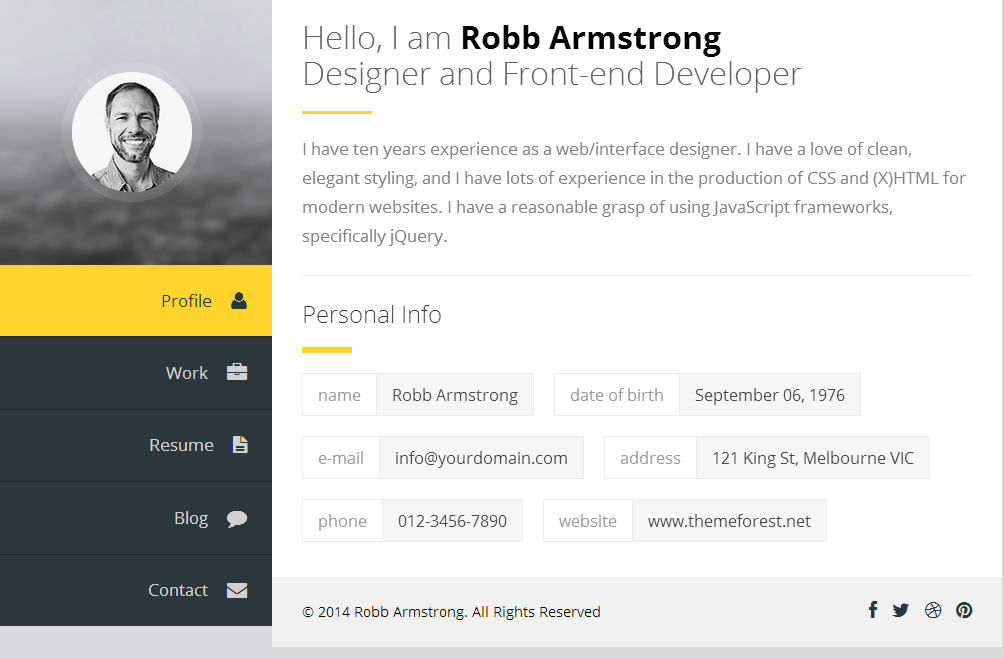 Hello, I am Robb Armstrong
Designer and Front-end Developer
I have ten years experience as a web/interface designer. I have a love of clean,
elegant styling, and I have lots of experience in the production of CSS and (X)HTML for
modern websites. I have a reasonable grasp of using JavaScript frameworks,
specifically jQuery.
Profile
Work
Resume
Blog
Contact
Personal Info
name Robb Armstrong date of birth September 06, 1976
e-mail info@yourdomain.com address 121 King St, Melbourne VIC
phone 012-3456-7890 website www.themeforest.net
© 2014 Robb Armstrong. All Rights Reserved